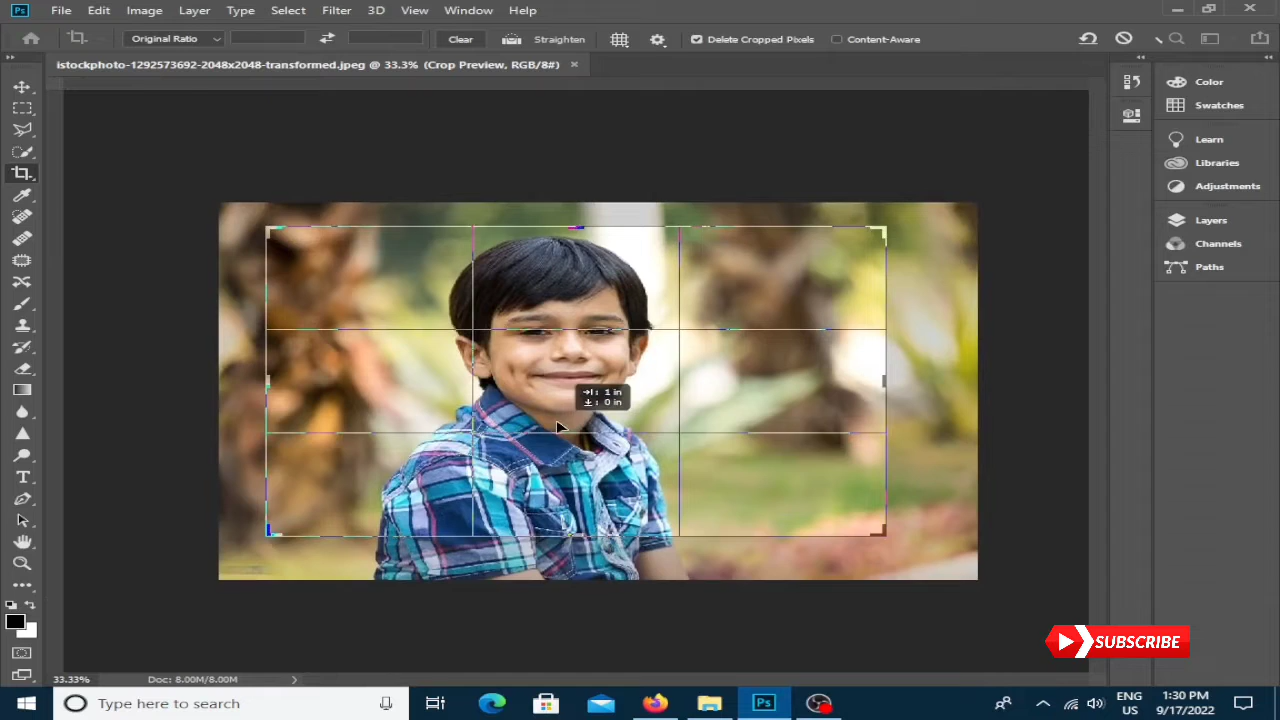 Ps File Edit Image Layer Type Select Filter 3D View Window Help
Original Ratio Clear Straighten Delete Cropped Pixels Content-Aware
istockphoto-1292573692-2048x2048-transformed.jpeg @ 33.3% (Crop Preview, RGB/8#)
Color
Swatches
Learn
Libraries
Adjustments
Layers
Channels
Paths
: 1 in
: 0 in
SUBSCRIBE
33.33% Doc: 8.00M/8.00M
Type here to search
Ps
ENG
US
1:30 PM
9/17/2022